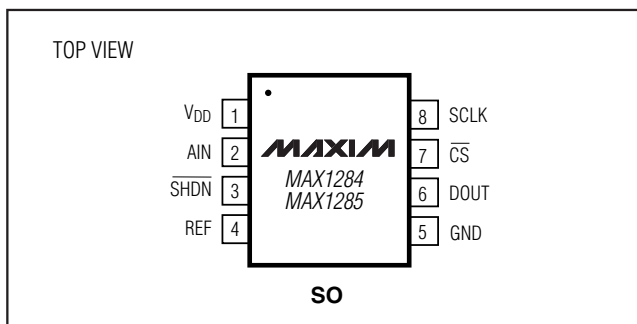 TOP VIEW
VDD 1
AIN 2
SHDN 3
REF 4
MAXIM
MAX1284
MAX1285
8 SCLK
7 CS
6 DOUT
5 GND
SO